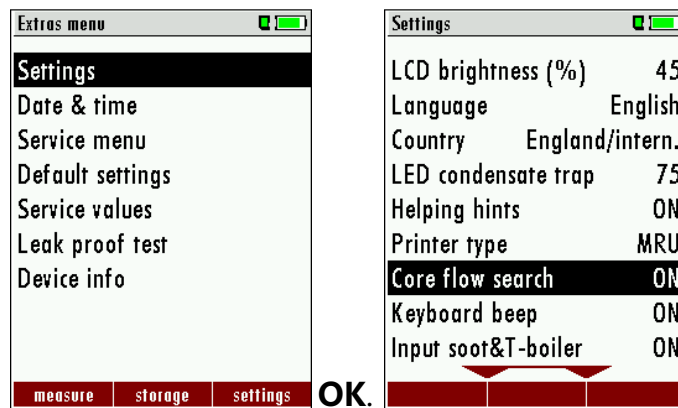 Extras menu
Settings
Date & time
Service menu
Default settings
Service values
Leak proof test
Device info
measure storage settings
OK.
Settings
LCD brightness (%) 45
Language English
Country England/intern.
LED condensate trap 75
Helping hints ON
Printer type MRU
Core flow search ON
Keyboard beep ON
Input soot&T-boiler ON